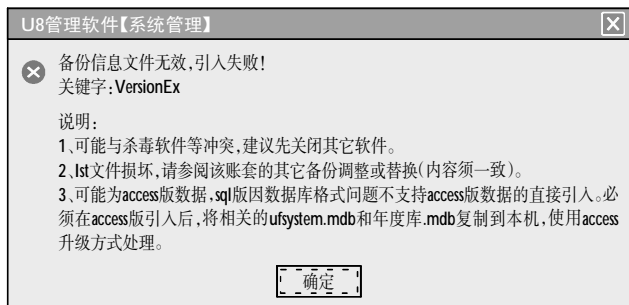 U8管理软件【系统管理】
备份信息文件无效,引入失败!
关键字:VersionEx
说明:
1、可能与杀毒软件等冲突,建议先关闭其它软件。
2、lst文件损坏,请参阅该账套的其它备份调整或替换(内容须一致)。
3、可能为access版数据,sql版因数据库格式问题不支持access版数据的直接引入。必
须在access版引入后,将相关的ufsystem.mdb和年度库.mdb复制到本机,使用access
升级方式处理。
确定